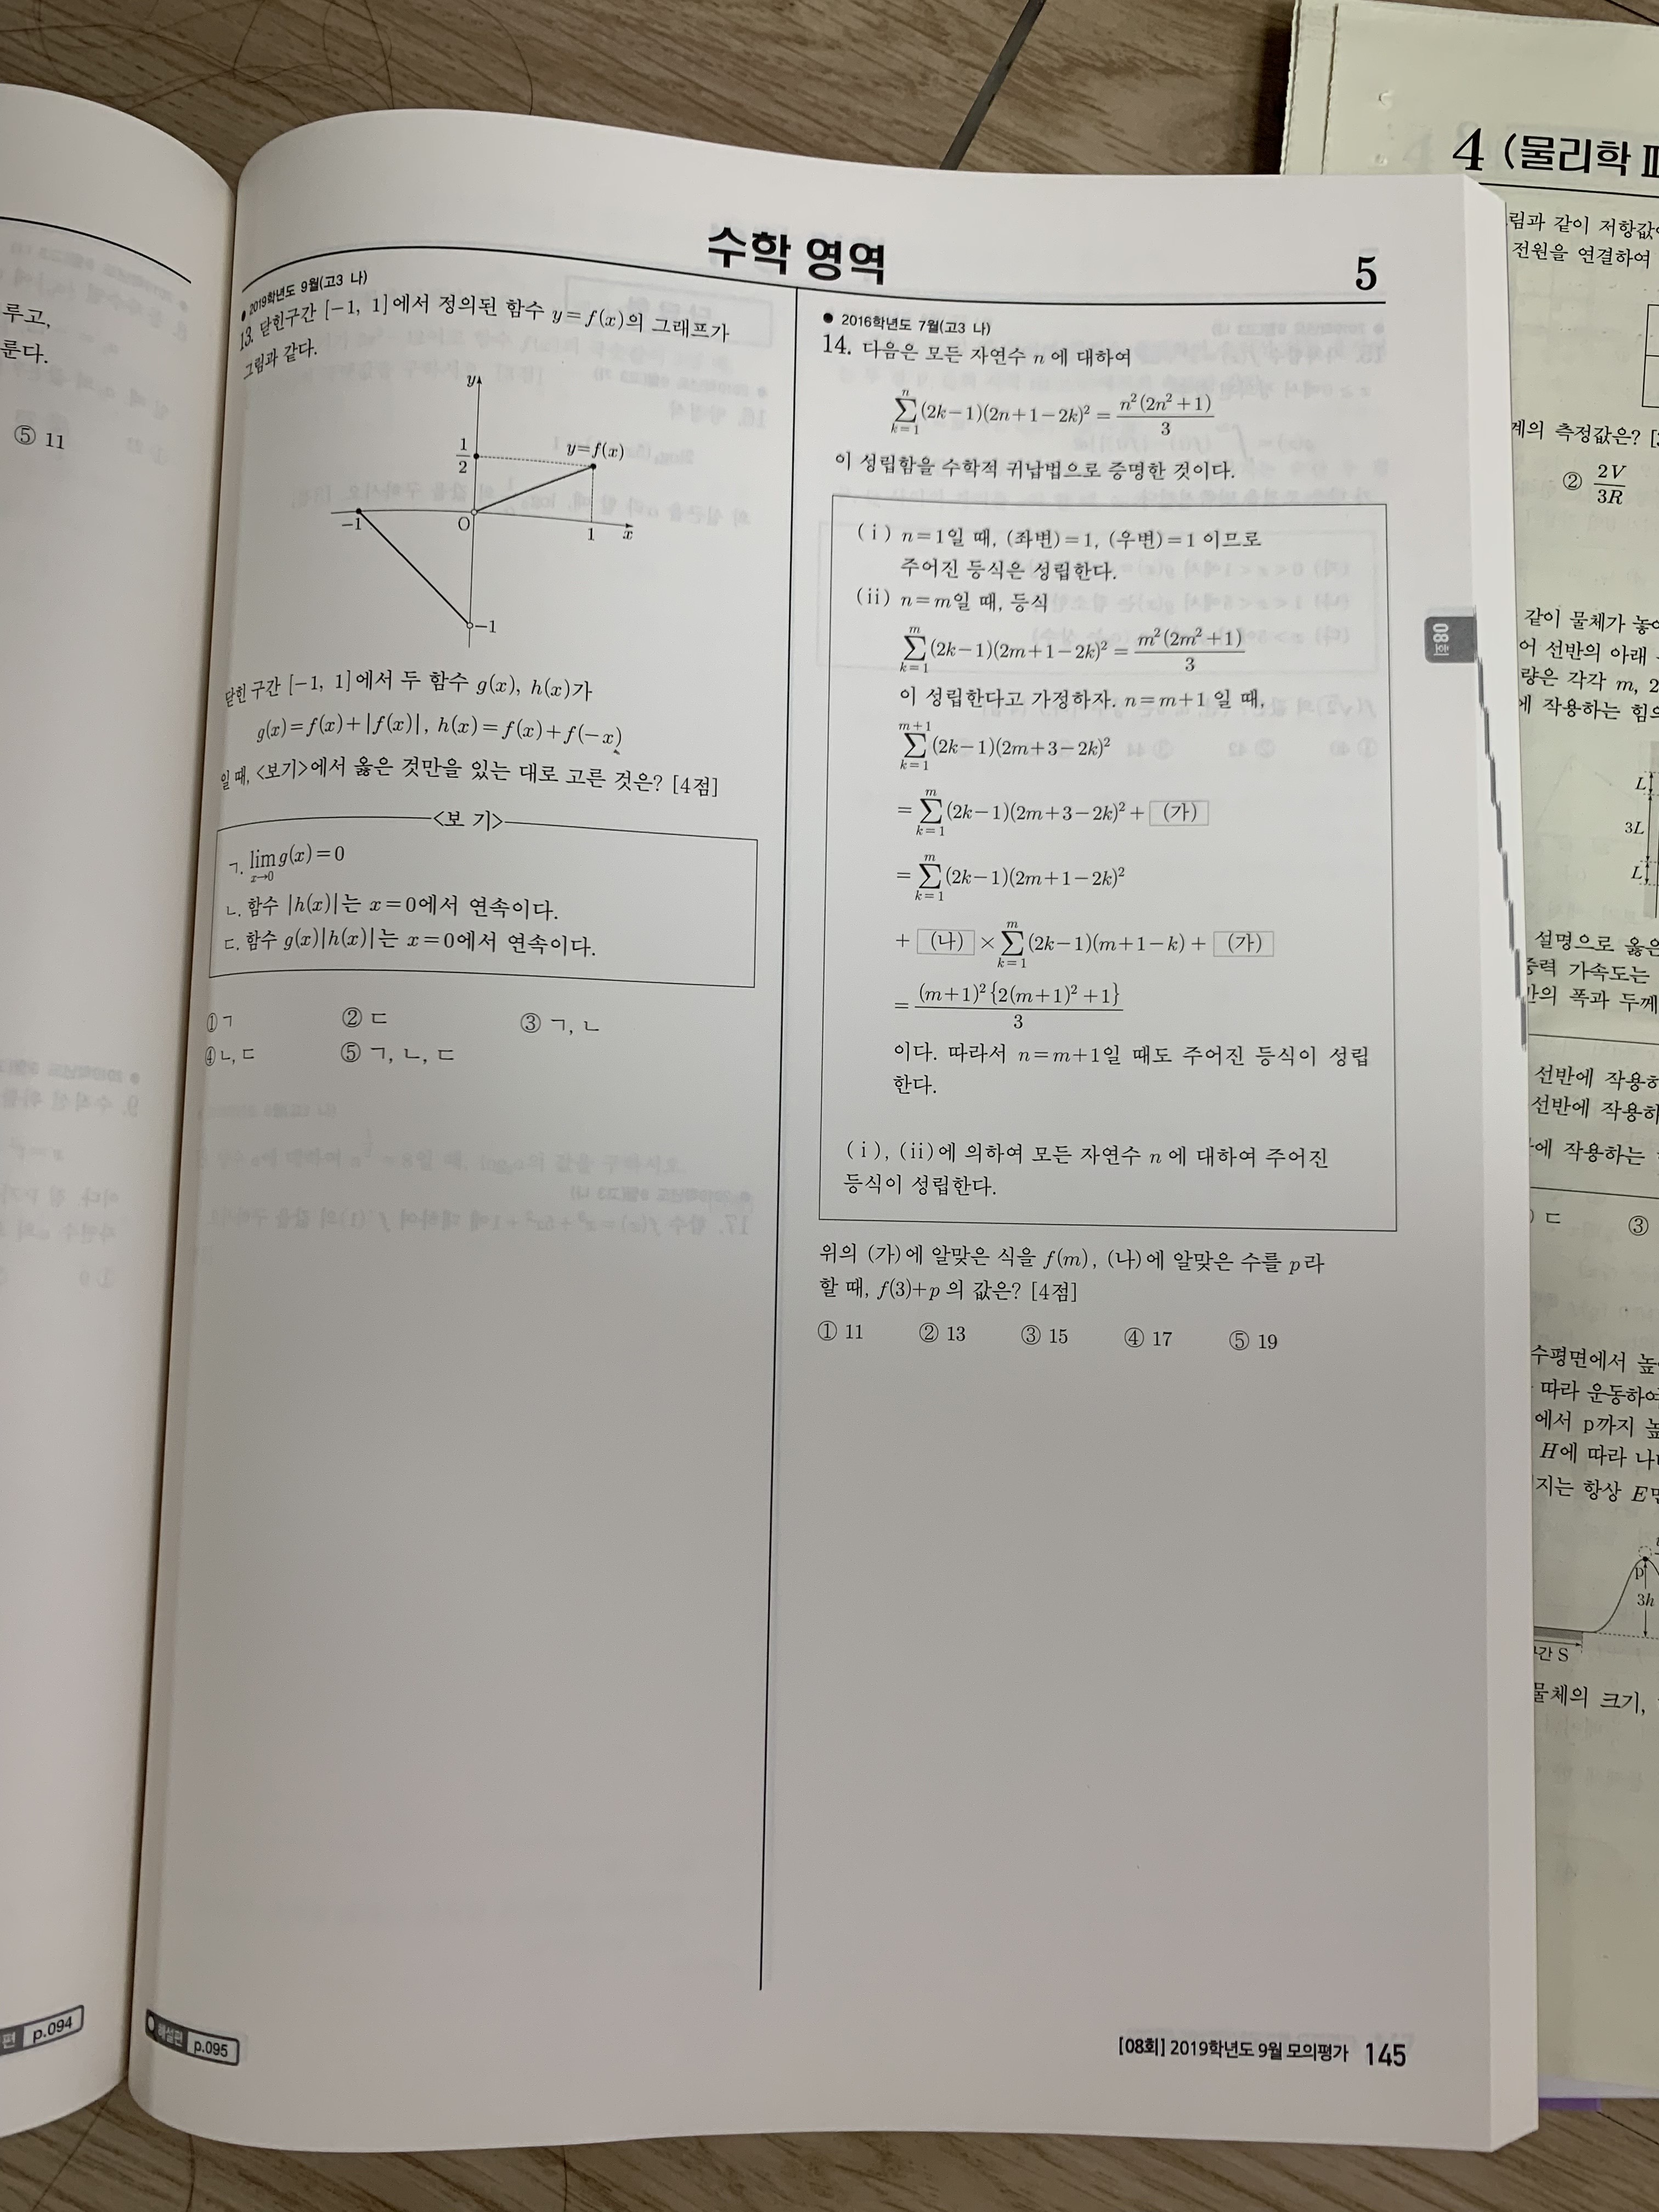 루고,
룬다.
⑤ 11
편 p.094
수학 영역
5
● 2019학년도 9월(고3 나)
13. 닫힌구간 [-1, 1]에서 정의된 함수 y=f(x)의 그래프가
그림과 같다.
y
1/2
y=f(x)
-1
O
1
x
-1
닫힌구간 [-1, 1]에서 두 함수 g(x), h(x)가
g(x)=f(x)+|f(x)|, h(x)=f(x)+f(-x)
일 때, <보기>에서 옳은 것만을 있는 대로 고른 것은? [4점]
<보 기>
ㄱ. lim_{x→0} g(x)=0
ㄴ. 함수 |h(x)|는 x=0에서 연속이다.
ㄷ. 함수 g(x)|h(x)|는 x=0에서 연속이다.
① ㄱ ② ㄷ ③ ㄱ, ㄴ
④ ㄴ, ㄷ ⑤ ㄱ, ㄴ, ㄷ
해설편 p.095
● 2016학년도 7월(고3 나)
14. 다음은 모든 자연수 n에 대하여
∑_{k=1}^{n} (2k-1)(2n+1-2k)² = n²(2n²+1)/3
이 성립함을 수학적 귀납법으로 증명한 것이다.
(ⅰ) n=1일 때, (좌변)=1, (우변)=1 이므로
주어진 등식은 성립한다.
(ⅱ) n=m일 때, 등식
∑_{k=1}^{m} (2k-1)(2m+1-2k)² = m²(2m²+1)/3
이 성립한다고 가정하자. n=m+1 일 때,
∑_{k=1}^{m+1} (2k-1)(2m+3-2k)²
= ∑_{k=1}^{m} (2k-1)(2m+3-2k)² + (가)
= ∑_{k=1}^{m} (2k-1)(2m+1-2k)²
+ (나) × ∑_{k=1}^{m} (2k-1)(m+1-k) + (가)
= (m+1)²{2(m+1)²+1}/3
이다. 따라서 n=m+1일 때도 주어진 등식이 성립
한다.
(ⅰ), (ⅱ)에 의하여 모든 자연수 n에 대하여 주어진
등식이 성립한다.
위의 (가)에 알맞은 식을 f(m), (나)에 알맞은 수를 p라
할 때, f(3)+p의 값은? [4점]
① 11 ② 13 ③ 15 ④ 17 ⑤ 19
08회
[08회] 2019학년도 9월 모의평가 145
4 (물리학 Ⅱ
림과 같이 저항값
전원을 연결하여
계의 측정값은? [
② 2V/3R
같이 물체가 놓
어 선반의 아래
량은 각각 m, 2
에 작용하는 힘의
L
3L
L
설명으로 옳은
중력 가속도는
반의 폭과 두께
선반에 작용하
선반에 작용하
에 작용하는
ㄷ ③
수평면에서 높
따라 운동하여
에서 p까지 높
H에 따라 나
지는 항상 E
p
3h
간 S
물체의 크기,